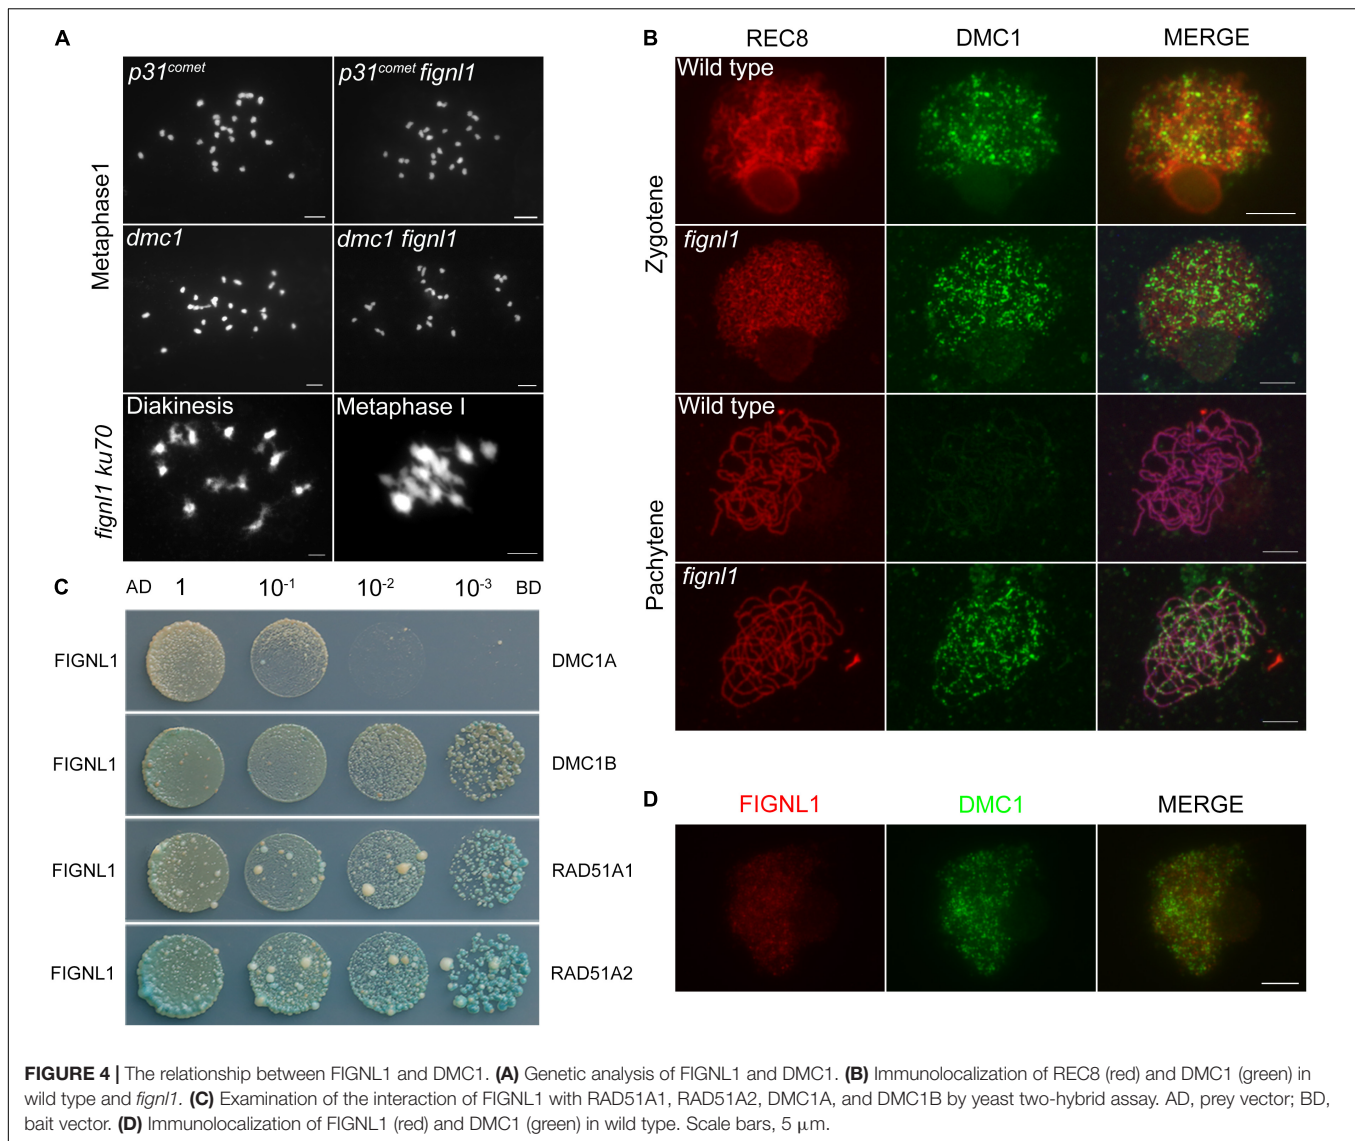 A
p31comet
p31comet fignl1
Metaphase1
dmc1
dmc1 fignl1
Diakinesis
Metaphase I
fignl1 ku70
B
REC8
DMC1
MERGE
Wild type
Zygotene
fignl1
Wild type
Pachytene
fignl1
C
AD
1
10-1
10-2
10-3
BD
FIGNL1
DMC1A
FIGNL1
DMC1B
FIGNL1
RAD51A1
FIGNL1
RAD51A2
D
FIGNL1
DMC1
MERGE
FIGURE 4 | The relationship between FIGNL1 and DMC1. (A) Genetic analysis of FIGNL1 and DMC1. (B) Immunolocalization of REC8 (red) and DMC1 (green) in
wild type and fignl1. (C) Examination of the interaction of FIGNL1 with RAD51A1, RAD51A2, DMC1A, and DMC1B by yeast two-hybrid assay. AD, prey vector; BD,
bait vector. (D) Immunolocalization of FIGNL1 (red) and DMC1 (green) in wild type. Scale bars, 5 μm.